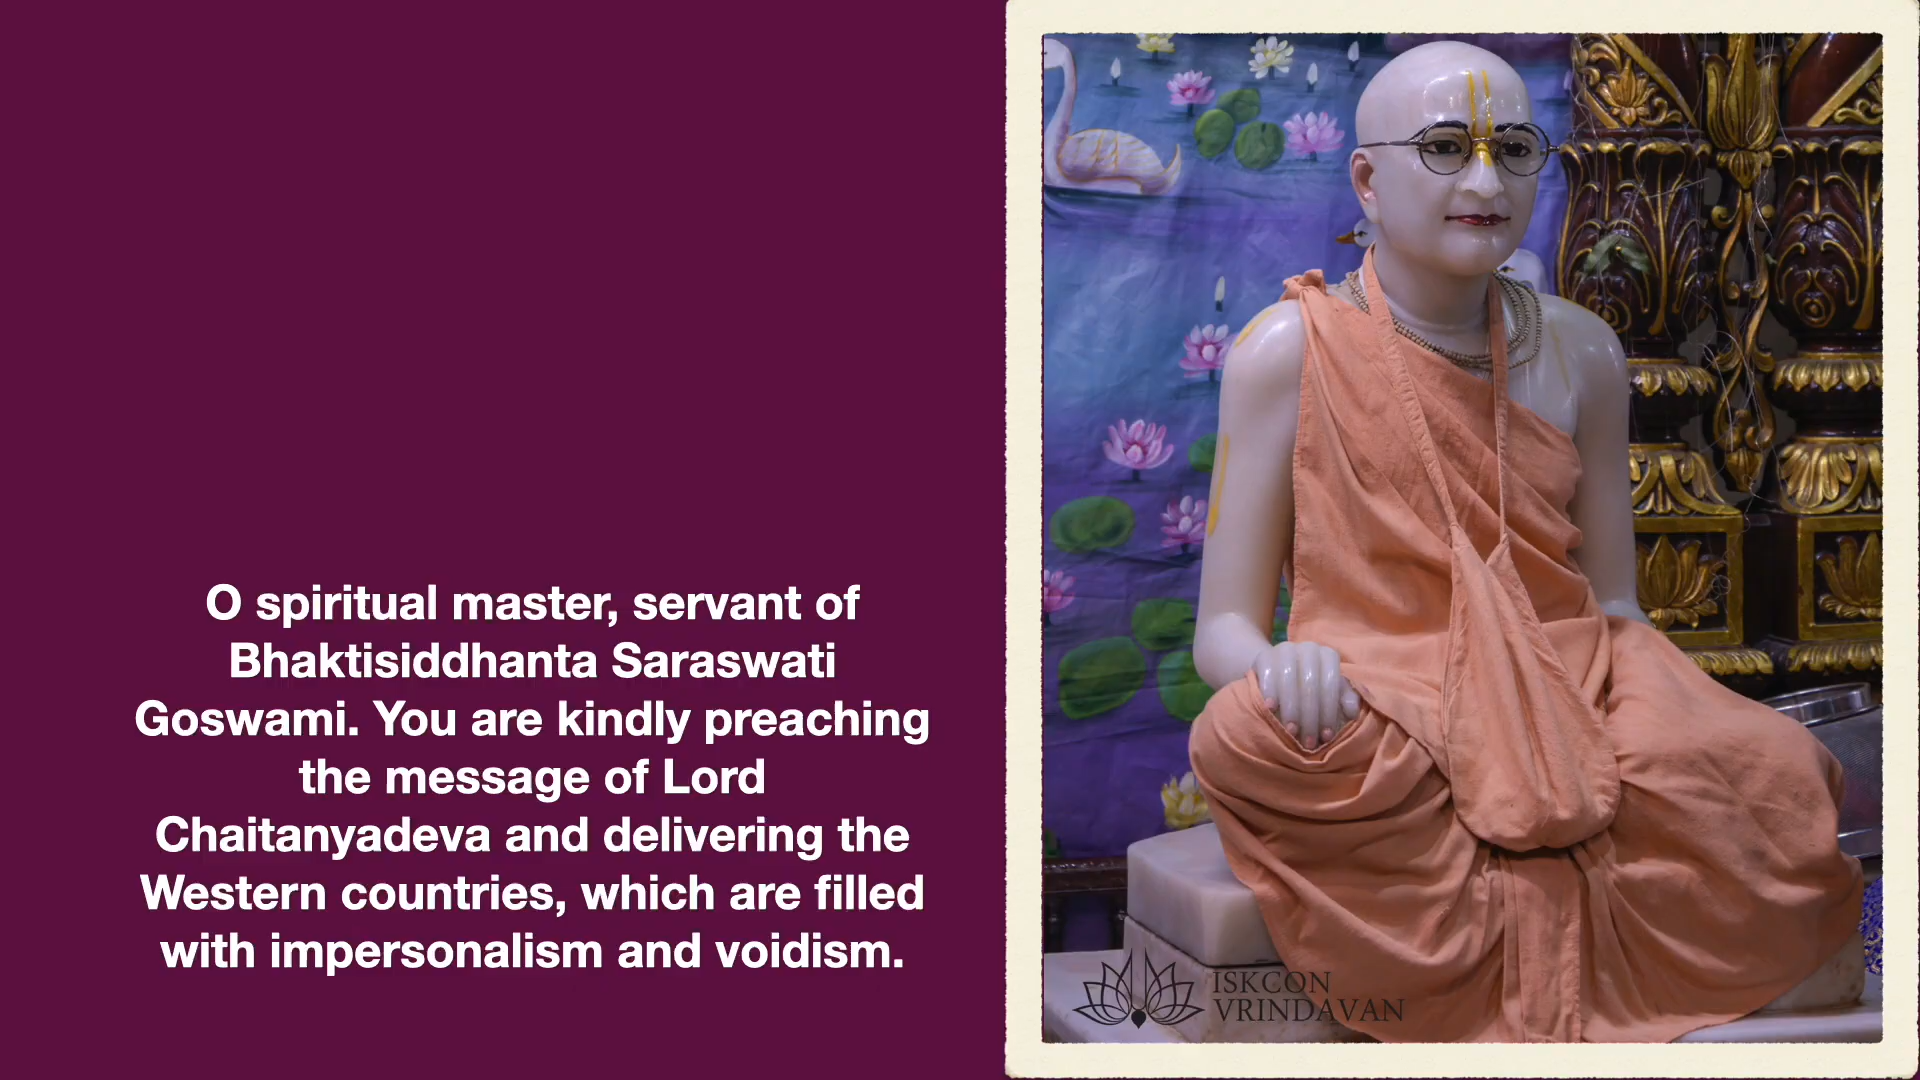 O spiritual master, servant of
Bhaktisiddhanta Saraswati
Goswami. You are kindly preaching
the message of Lord
Chaitanyadeva and delivering the
Western countries, which are filled
with impersonalism and voidism.
ISKCON
VRINDAVAN